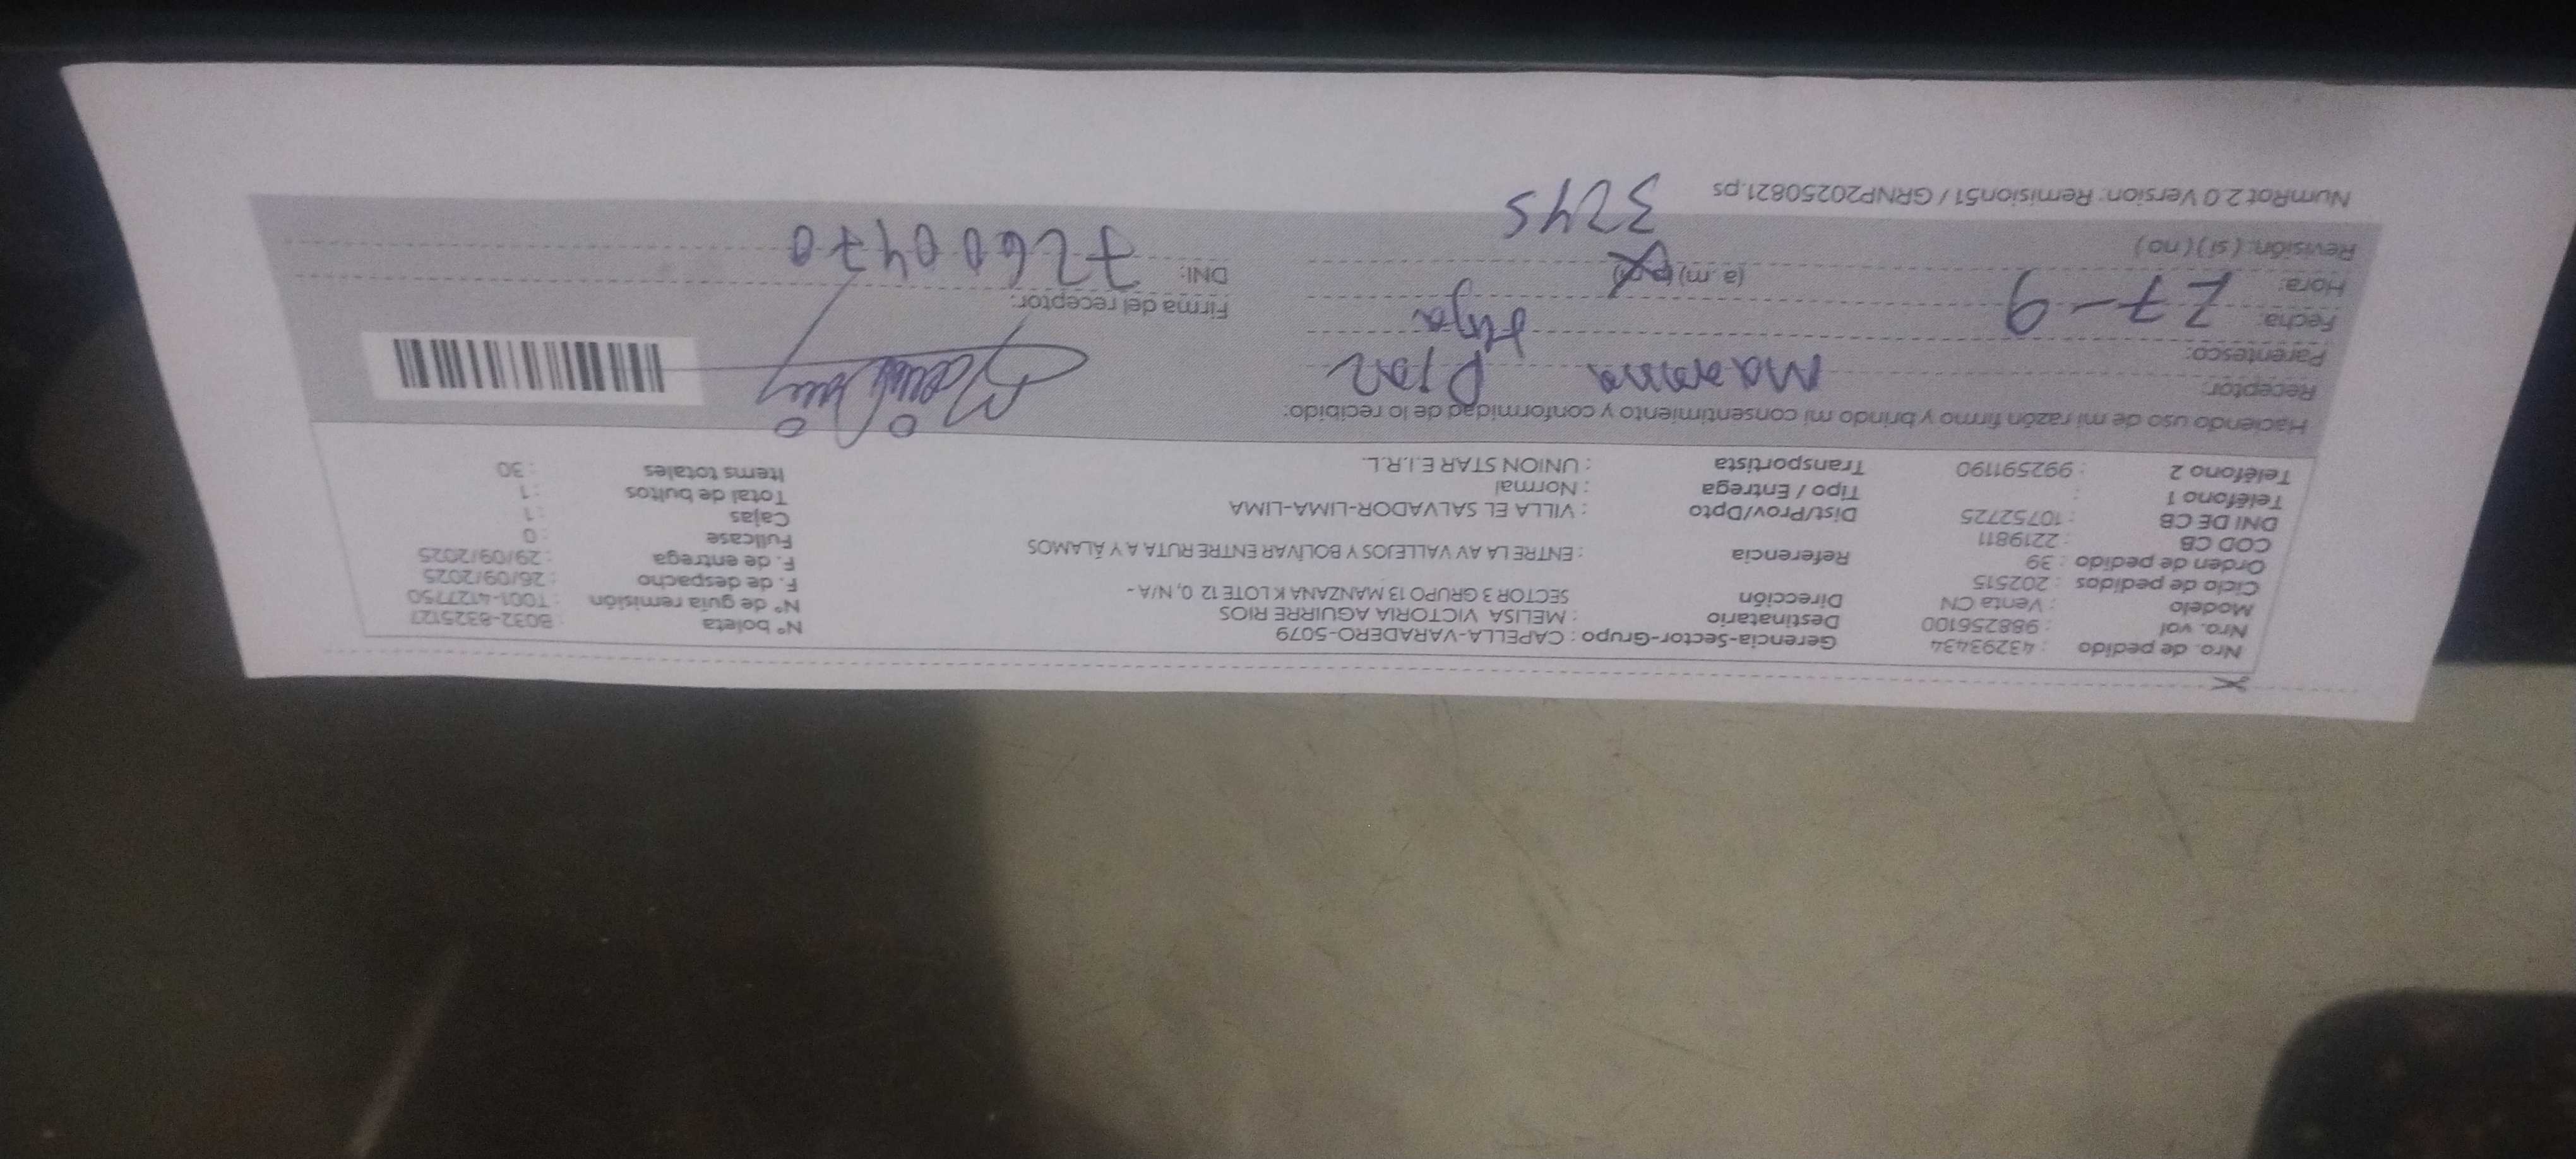 Nro. de pedido : 43293434 Gerencia-Sector-Grupo : CAPELLA-VARADERO-5079 N° boleta : B032-8325127
Nro. val : 988256100 Destinatario : MELISA VICTORIA AGUIRRE RIOS N° de guía remisión : T001-4127750
Modelo : Venta CN Dirección SECTOR 3 GRUPO 13 MANZANA K LOTE 12 0, N/A - F. de despacho : 26/09/2025
Ciclo de pedidos : 202515 F. de entrega : 29/09/2025
Orden de pedido : 39 Referencia : ENTRE LA AV VALLEJOS Y BOLÍVAR ENTRE RUTA A Y ÁLAMOS Fullcase : 0
COD CB : 2219811 Cajas : 1
DNI DE CB : 10752725 Dist/Prov/Dpto : VILLA EL SALVADOR-LIMA-LIMA Total de bultos : 1
Teléfono 1 : Tipo / Entrega : Normal Items totales : 30
Teléfono 2 : 992591190 Transportista : UNION STAR E.I.R.L.
Haciendo uso de mi razón firmo y brindo mi consentimiento y conformidad de lo recibido:
Receptor:
Parentesco: Hija
Fecha: 27-9
Hora: (a.m)
Revisión: ( si ) ( no ) 3245
Firma del receptor:
DNI: 72600470
NumRot 2.0 Version: Remision51 / GRNP20250821.ps